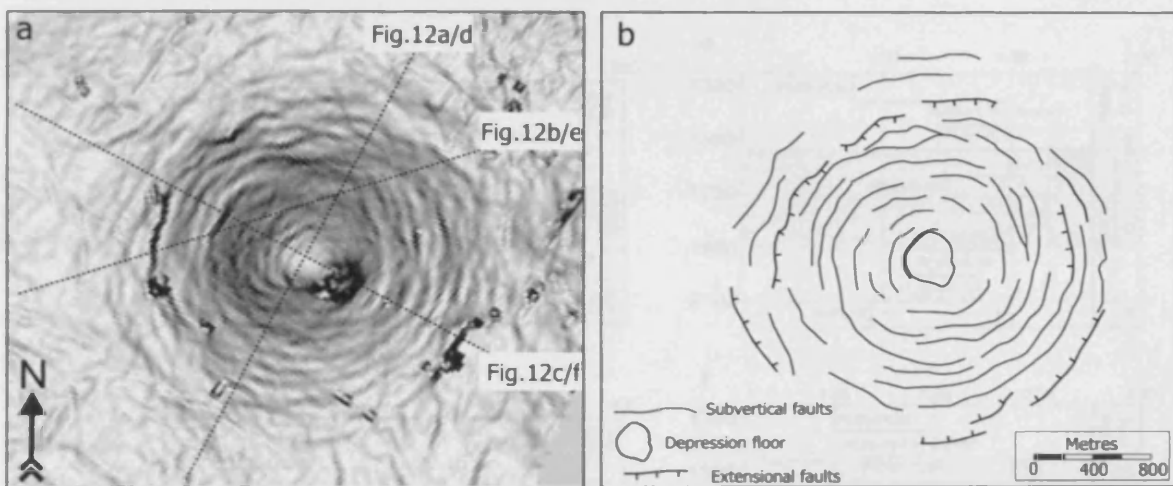 a
Fig.12a/d
Fig.12b/e
Fig.12c/f
N
b
Subvertical faults
Depression floor
Extensional faults
Metres
0 400 800